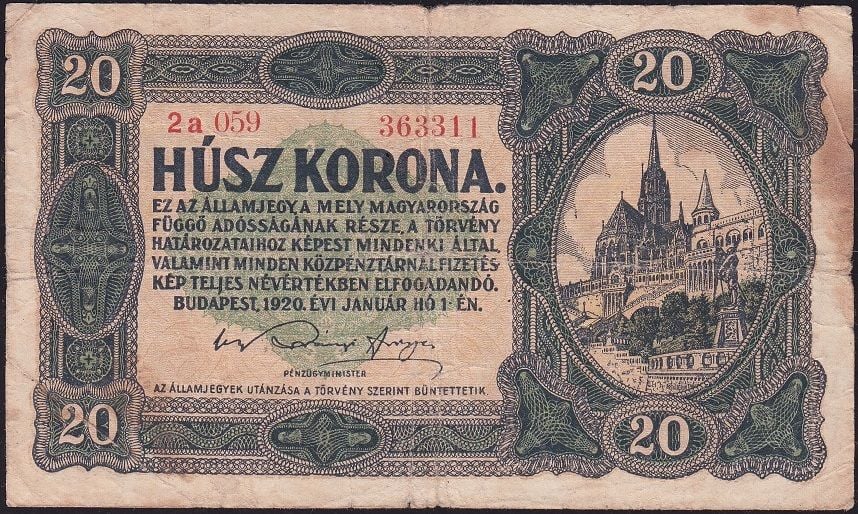 20 20
2a 059 363311
HÚSZ KORONA.
EZ AZ ÁLLAMJEGY, A MELY MAGYARORSZÁG
FÜGGŐ ADÓSSÁGÁNAK RÉSZE, A TÖRVÉNY
HATÁROZATAIHOZ KÉPEST MINDENKI ÁLTAL,
VALAMINT MINDEN KÖZPÉNZTÁRNÁL FIZETÉS-
KÉP TELJES NÉVÉRTÉKBEN ELFOGADANDÓ.
BUDAPEST, 1920. ÉVI JANUÁR HÓ 1-ÉN.
PÉNZÜGYMINISTER
AZ ÁLLAMJEGYEK UTÁNZÁSA A TÖRVÉNY SZERINT BÜNTETTETIK.
20 20